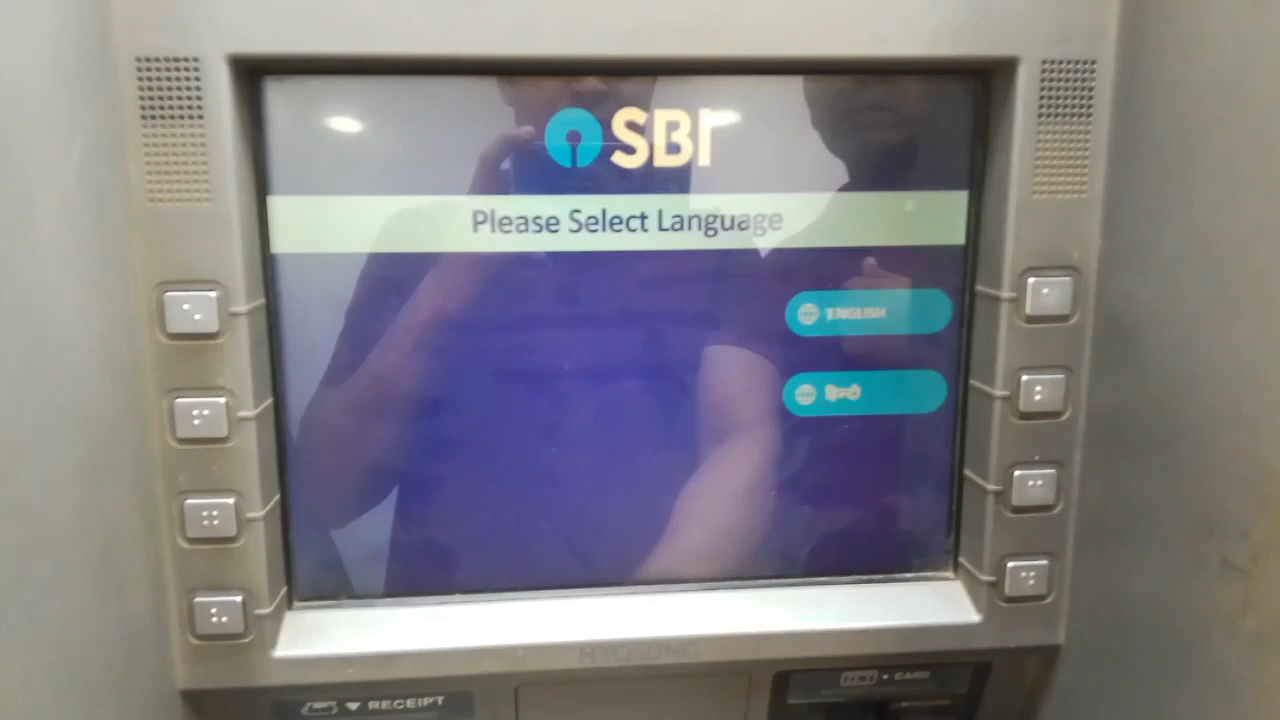 SBI
Please Select Language
ENGLISH
हिन्दी
HYOSUNG
RECEIPT
CARD